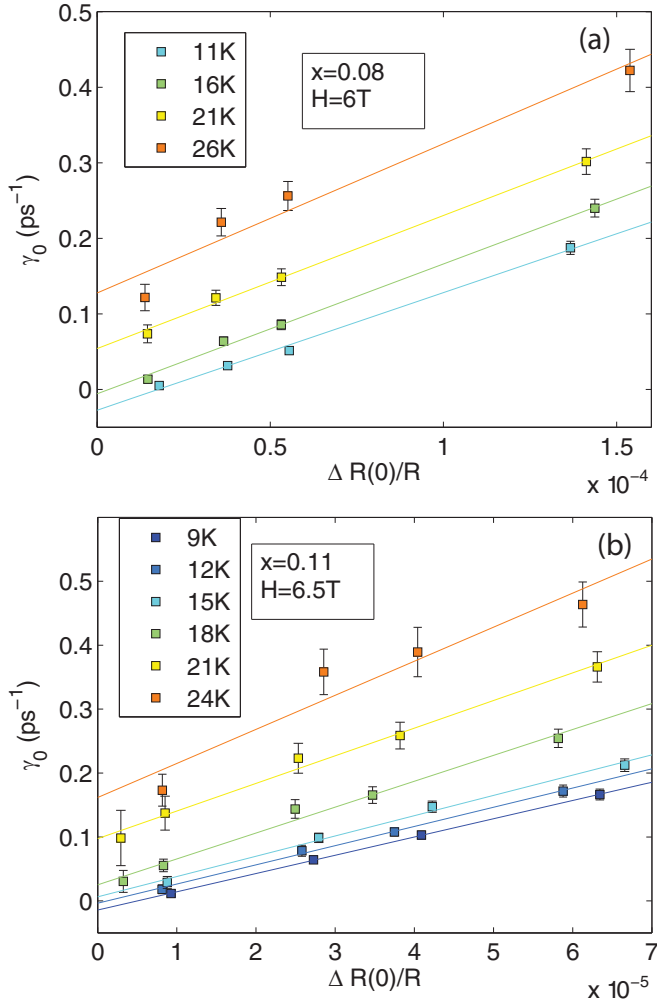 (a)
11K
16K
21K
26K
x=0.08
H=6T
0.5
0.4
0.3
0.2
0.1
0
γ₀ (ps⁻¹)
0 0.5 1 1.5
Δ R(0)/R
x 10⁻⁴
(b)
9K
12K
15K
18K
21K
24K
x=0.11
H=6.5T
0.5
0.4
0.3
0.2
0.1
0
γ₀ (ps⁻¹)
0 1 2 3 4 5 6 7
Δ R(0)/R
x 10⁻⁵